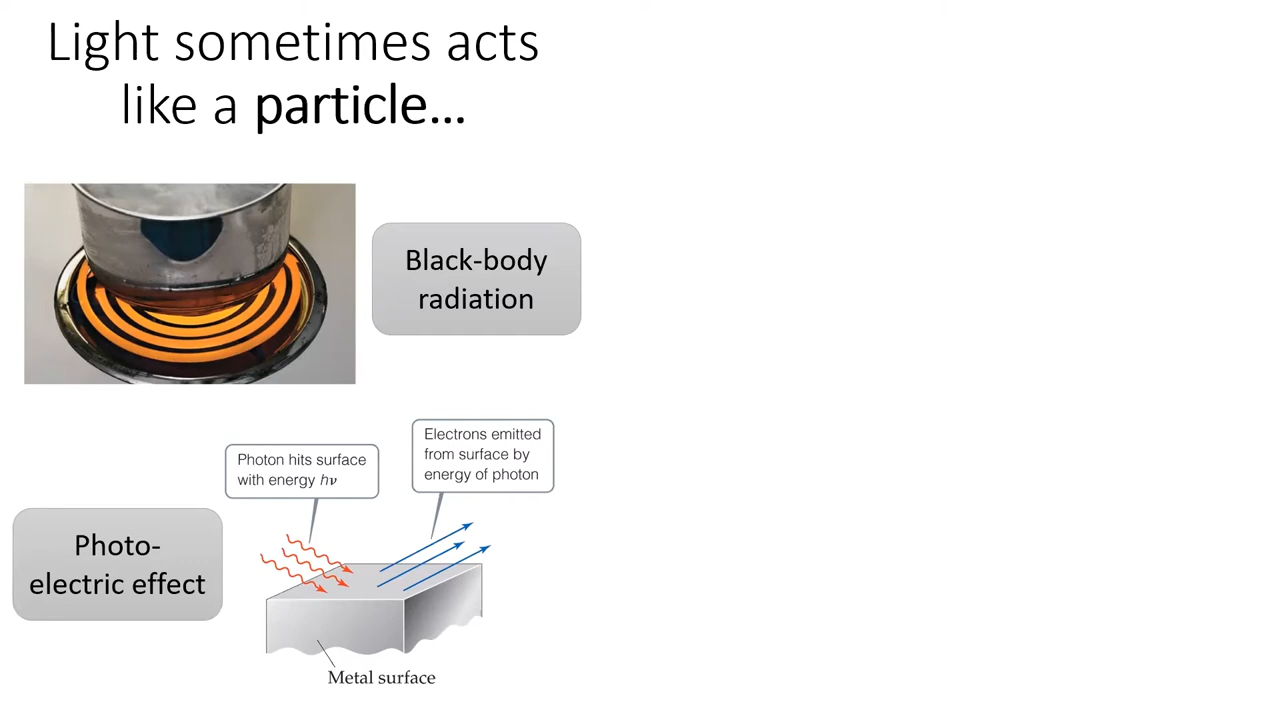 Light sometimes acts
like a particle...
Black-body
radiation
Electrons emitted
from surface by
energy of photon
Photon hits surface
with energy hν
Photo-
electric effect
Metal surface